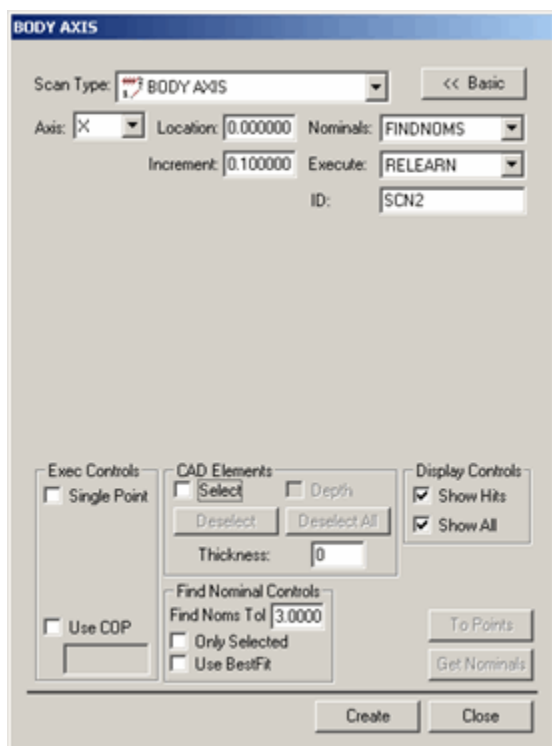 BODY AXIS
Scan Type: BODY AXIS << Basic
Axis: X Location: 0.000000 Nominals: FINDNOMS
Increment: 0.100000 Execute: RELEARN
ID: SCN2
Exec Controls CAD Elements Display Controls
Single Point Select Depth Show Hits
Deselect Deselect All Show All
Thickness: 0
Find Nominal Controls
Use COP Find Noms Tol 3.0000 To Points
Only Selected
Use BestFit Get Nominals
Create Close